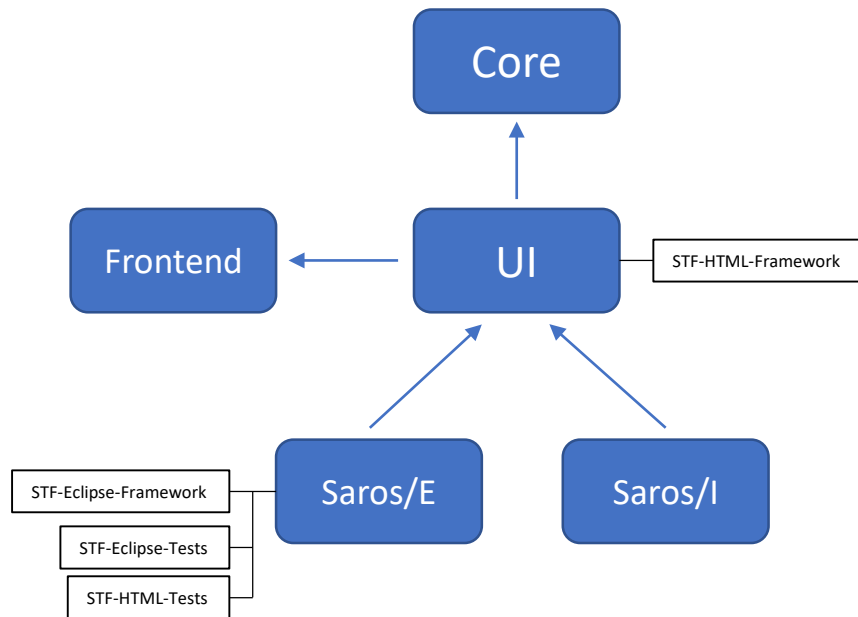 Core
Frontend
UI
STF-HTML-Framework
STF-Eclipse-Framework
Saros/E
Saros/I
STF-Eclipse-Tests
STF-HTML-Tests